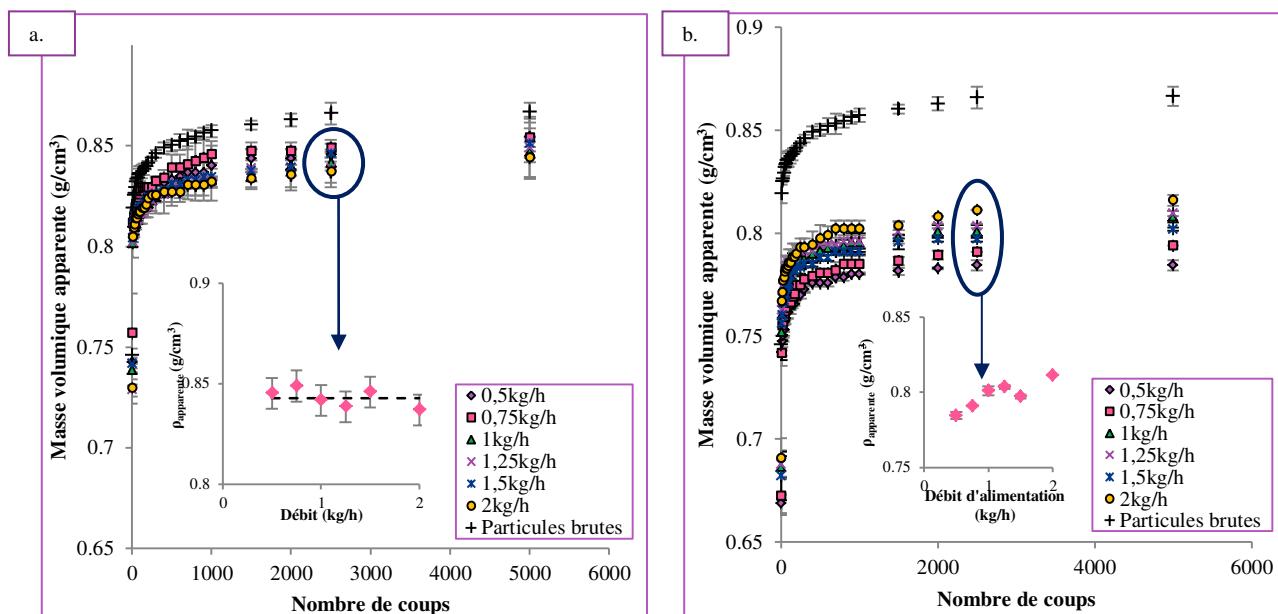 a.
Masse volumique apparente (g/cm³)
0.85
0.8
0.75
0.7
0.65
0
1000
2000
3000
4000
5000
6000
Nombre de coups
ρapparente (g/cm³)
0.9
0.85
0.8
0
1
2
Débit (kg/h)
0,5kg/h
0,75kg/h
1kg/h
1,25kg/h
1,5kg/h
2kg/h
Particules brutes
b.
Masse volumique apparente (g/cm³)
0.9
0.85
0.8
0.75
0.7
0.65
0
2000
4000
6000
Nombre de coups
ρapparente (g/cm³)
0.85
0.8
0.75
0
1
2
Débit d'alimentation
(kg/h)
0,5kg/h
0,75kg/h
1kg/h
1,25kg/h
1,5kg/h
2kg/h
Particules brutes